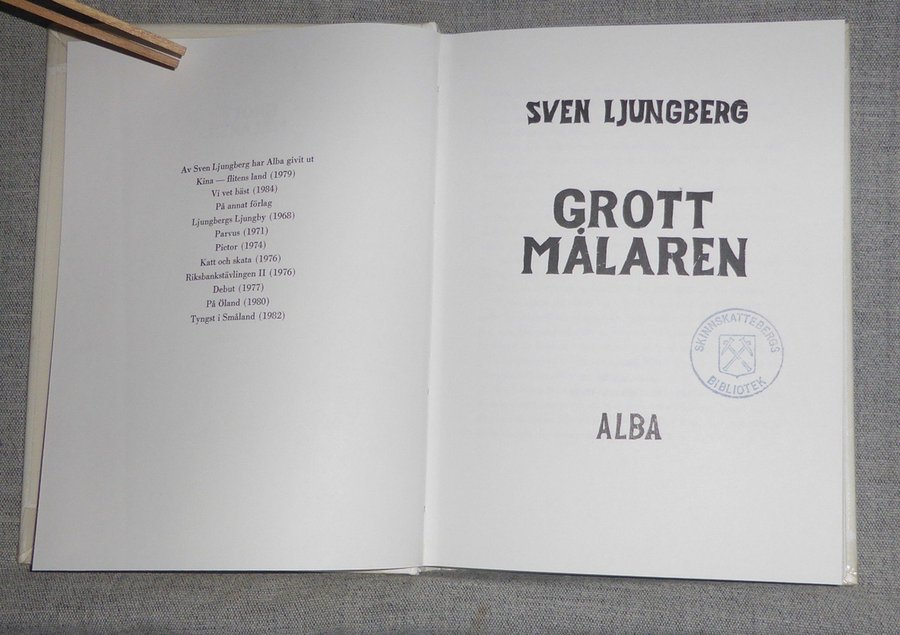 Av Sven Ljungberg har Alba givit ut
Kina — flitens land (1979)
Vi vet bäst (1984)
På annat förlag
Ljungbergs Ljungby (1968)
Parvus (1971)
Pictor (1974)
Katt och skata (1976)
Riksbankstävlingen II (1976)
Debut (1977)
På Öland (1980)
Tyngst i Småland (1982)
SVEN LJUNGBERG
GROTT
MÅLAREN
SKINNSKATTEBERGS
BIBLIOTEK
ALBA